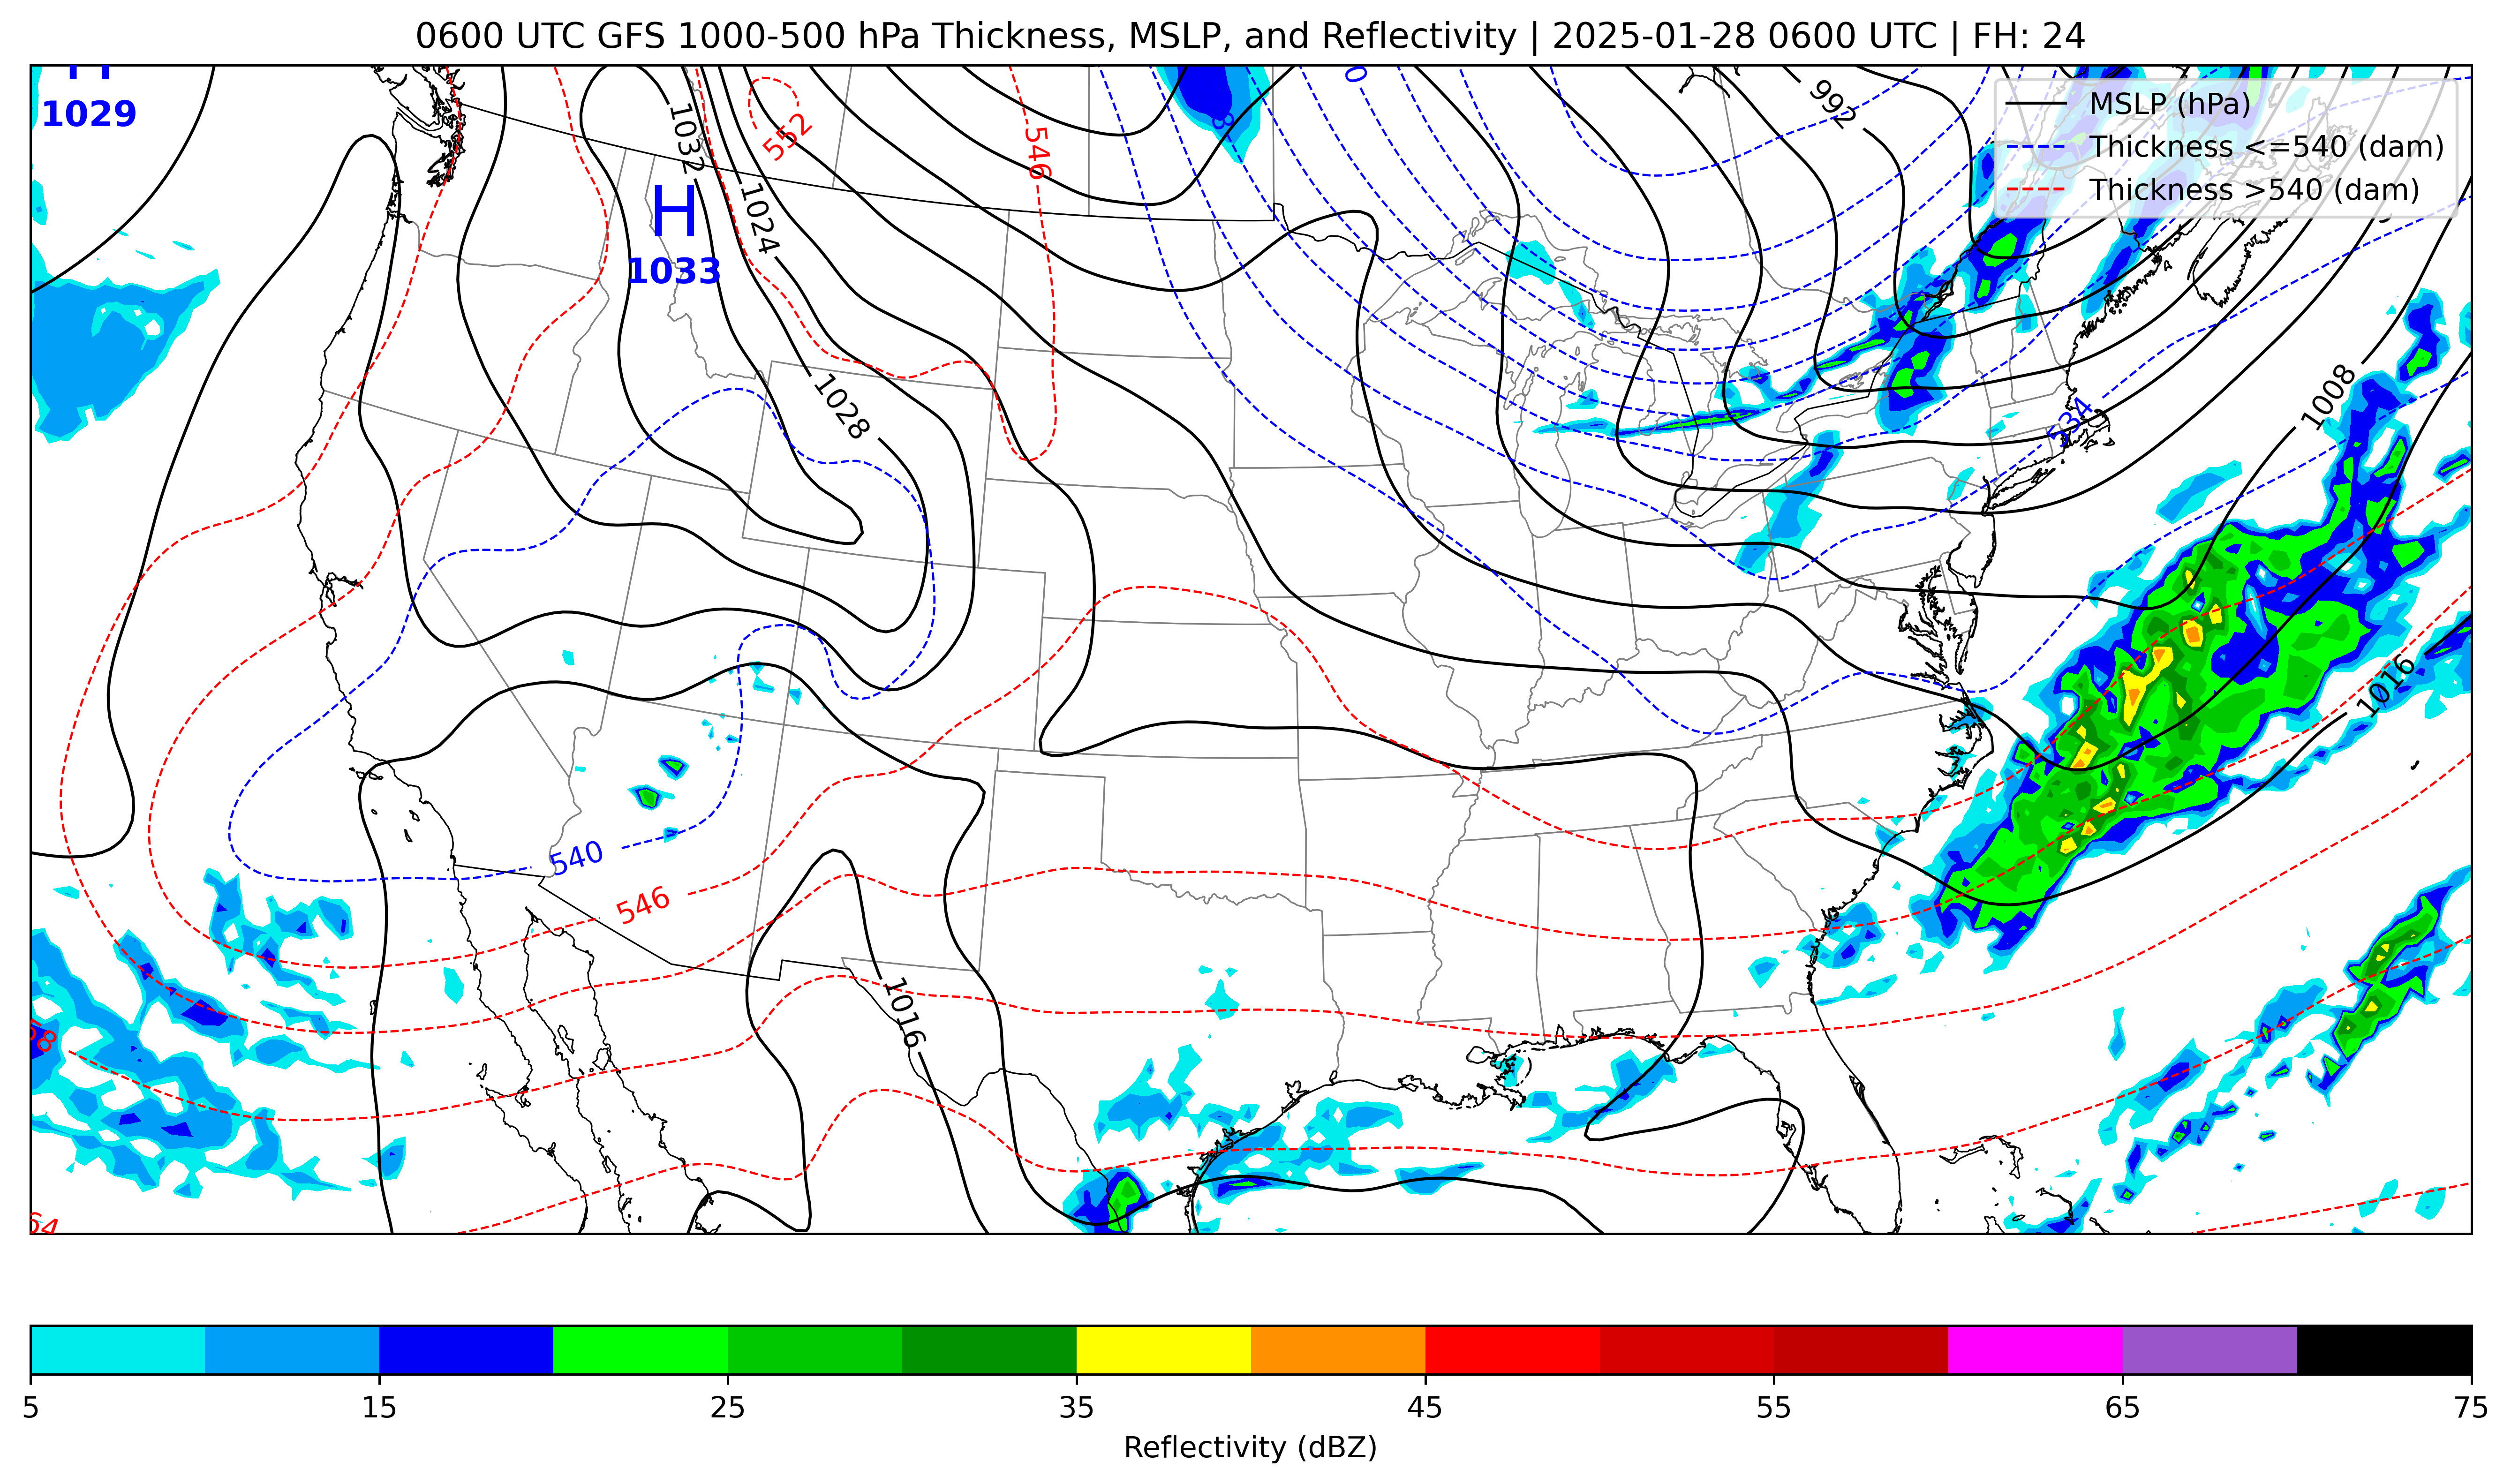 0600 UTC GFS 1000-500 hPa Thickness, MSLP, and Reflectivity | 2025-01-28 0600 UTC | FH: 24
1029
992
MSLP (hPa)
Thickness <=540 (dam)
Thickness >540 (dam)
1032
552
546
H
1033
1024
1028
1008
534
1016
540
546
1016
5 15 25 35 45 55 65 75
Reflectivity (dBZ)